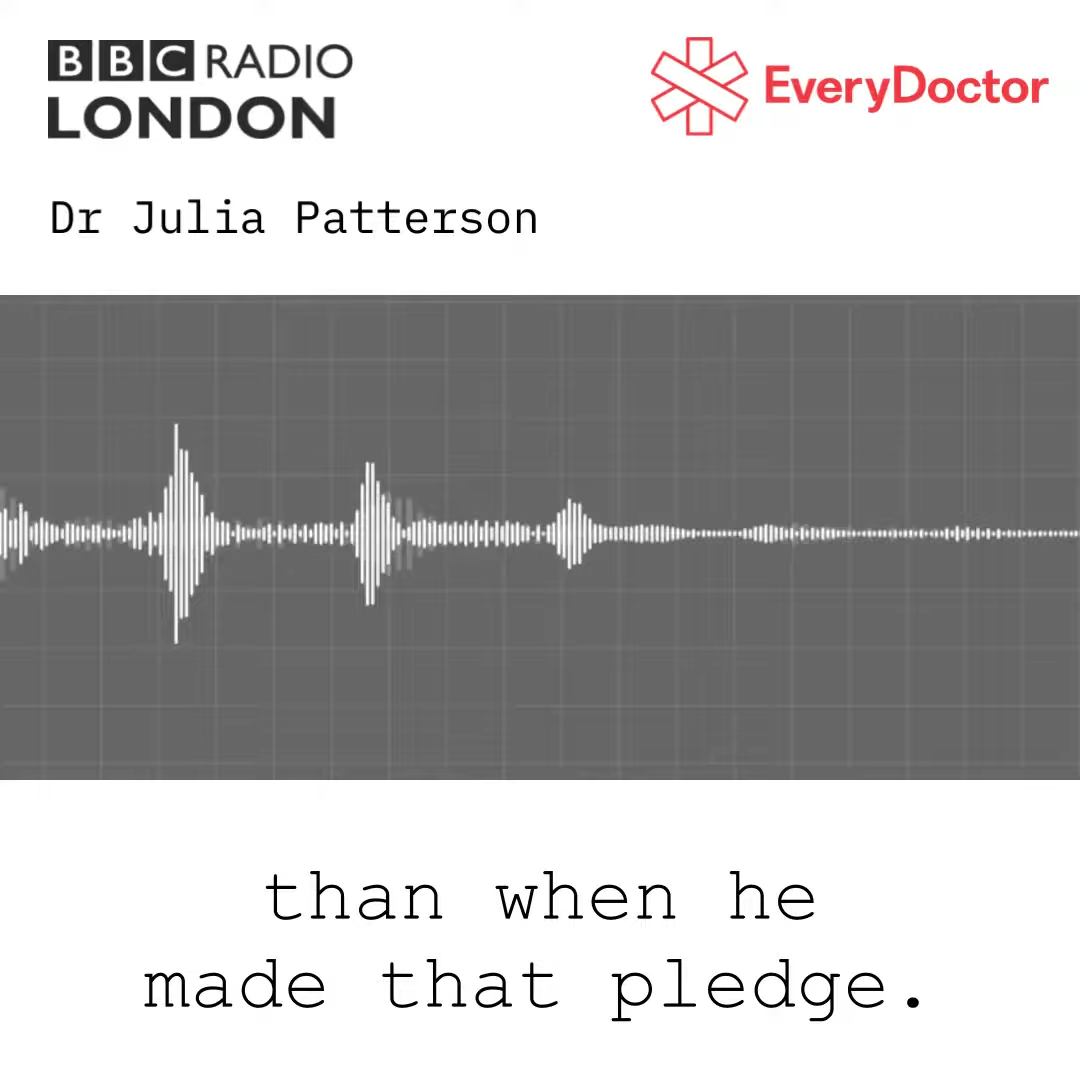 BBC RADIO
LONDON
EveryDoctor
Dr Julia Patterson
than when he
made that pledge.